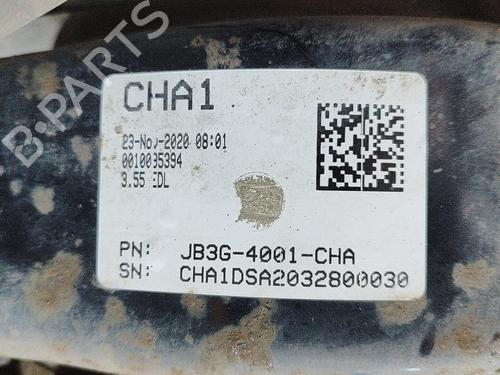 B-PARTS
CHA1
23-Nov-2020 08:01
0010035394
3.55 EDL
PN: JB3G-4001-CHA
SN: CHA1DSA2032800030